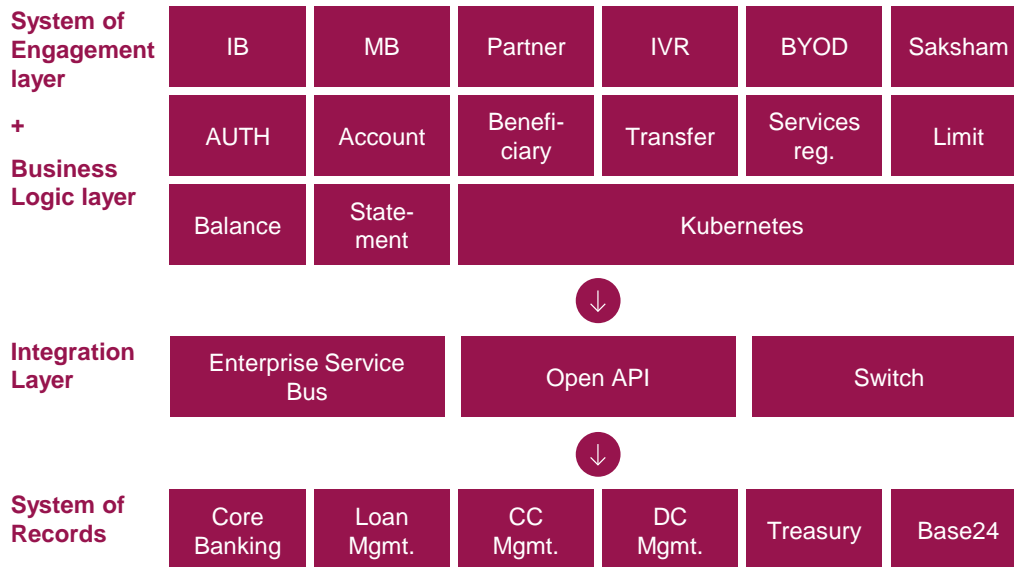 System of
Engagement
layer
+
Business
Logic layer
IB
MB
Partner
IVR
BYOD
Saksham
AUTH
Account
Benefi-
ciary
Transfer
Services
reg.
Limit
Balance
State-
ment
Kubernetes
Integration
Layer
Enterprise Service
Bus
Open API
Switch
System of
Records
Core
Banking
Loan
Mgmt.
CC
Mgmt.
DC
Mgmt.
Treasury
Base24